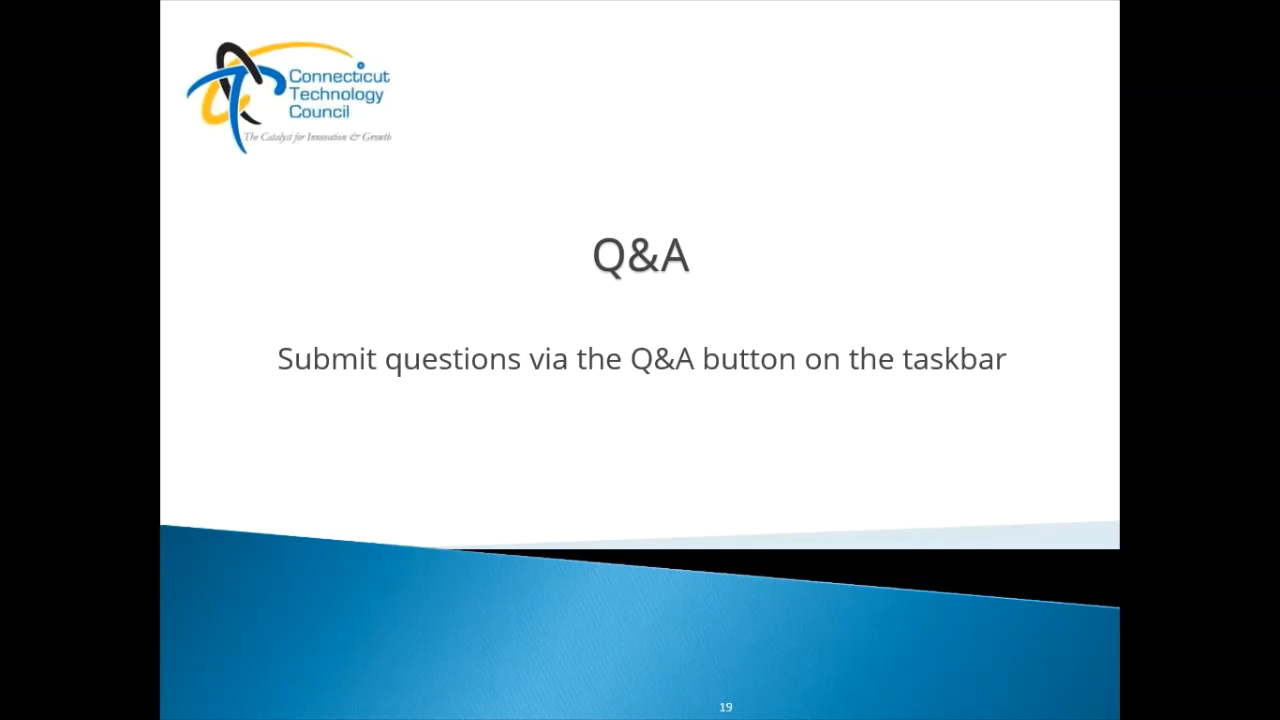 Connecticut
Technology
Council
The Catalyst for Innovation & Growth
Q&A
Submit questions via the Q&A button on the taskbar
19